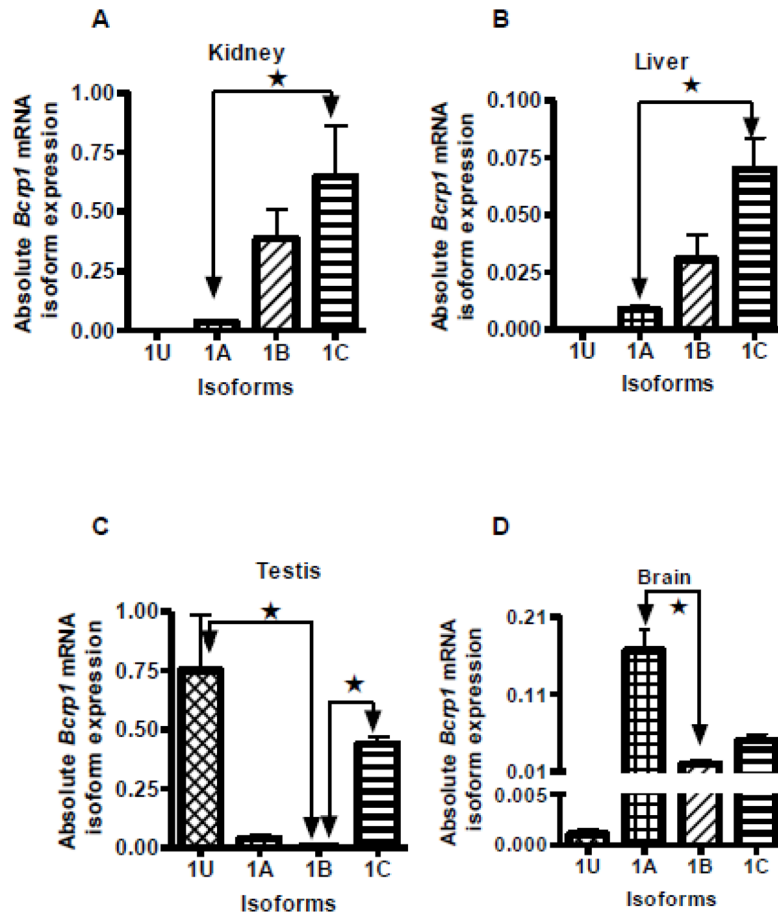 A
Kidney
★
Absolute Bcrp1 mRNA
isoform expression
1.00
0.75
0.50
0.25
0.00
1U 1A 1B 1C
Isoforms
B
Liver
★
Absolute Bcrp1 mRNA
isoform expression
0.100
0.075
0.050
0.025
0.000
1U 1A 1B 1C
Isoforms
C
Testis
★
★
Absolute Bcrp1 mRNA
isoform expression
1.00
0.75
0.50
0.25
0.00
1U 1A 1B 1C
Isoforms
D
Brain
★
Absolute Bcrp1 mRNA
isoform expression
0.21
0.11
0.01
0.005
0.000
1U 1A 1B 1C
Isoforms